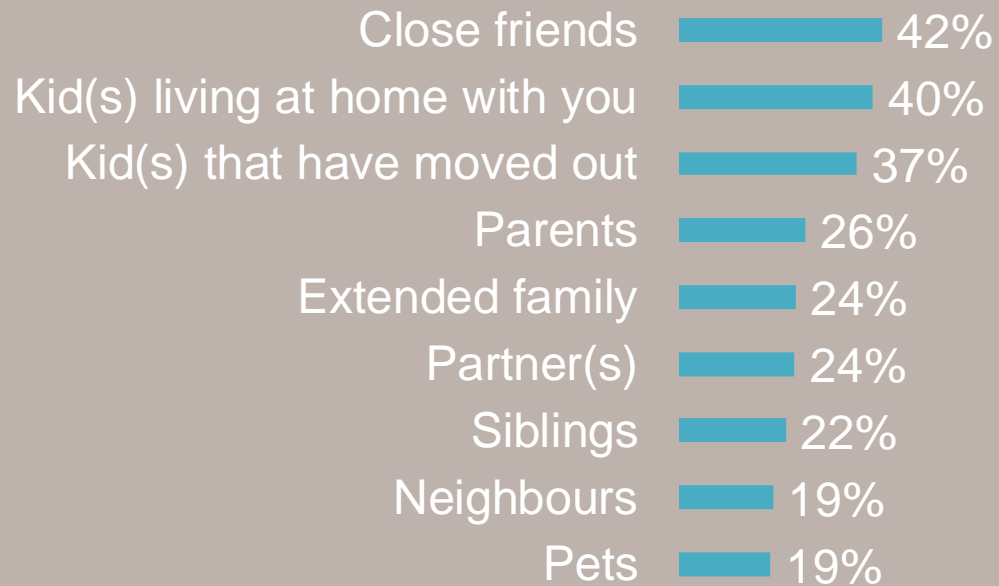 Close friends 42%
Kid(s) living at home with you 40%
Kid(s) that have moved out 37%
Parents 26%
Extended family 24%
Partner(s) 24%
Siblings 22%
Neighbours 19%
Pets 19%